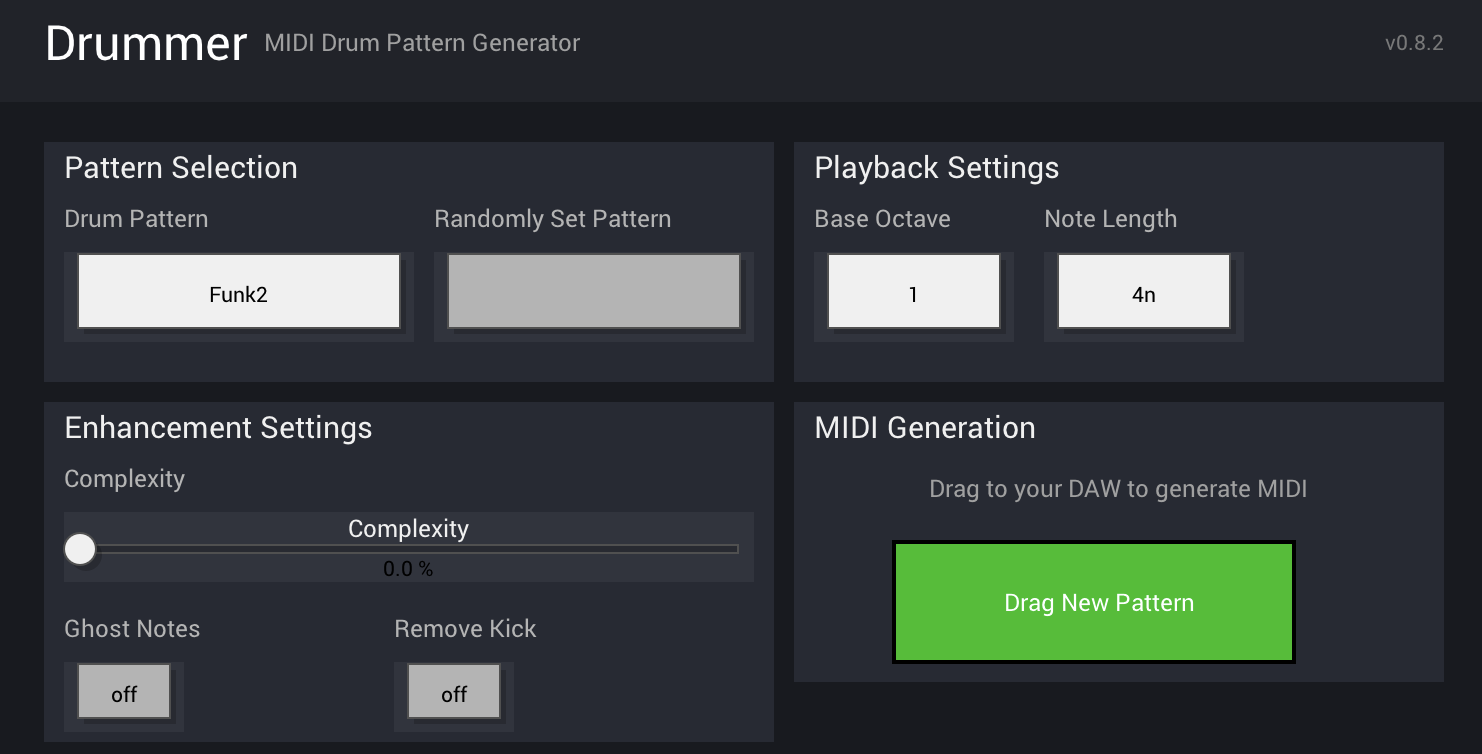 Drummer MIDI Drum Pattern Generator v0.8.2
Pattern Selection
Drum Pattern Randomly Set Pattern
Funk2
Playback Settings
Base Octave Note Length
1 4n
Enhancement Settings
Complexity
Complexity
0.0 %
Ghost Notes Remove Kick
off off
MIDI Generation
Drag to your DAW to generate MIDI
Drag New Pattern